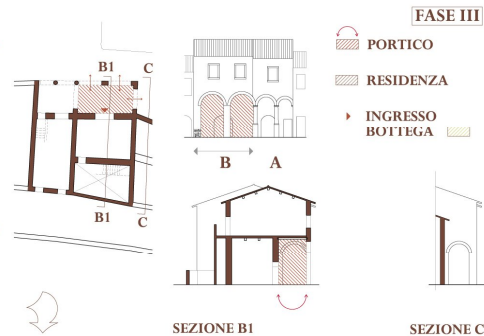 FASE III
B1
C
PORTICO
RESIDENZA
INGRESSO
BOTTEGA
B
A
B1
C
SEZIONE B1
SEZIONE C